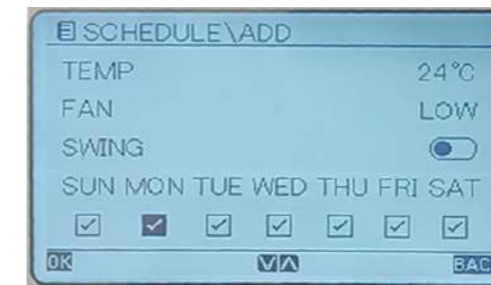 SCHEDULE\ADD
TEMP 24°C
FAN LOW
SWING
SUN MON TUE WED THU FRI SAT
OK BAC